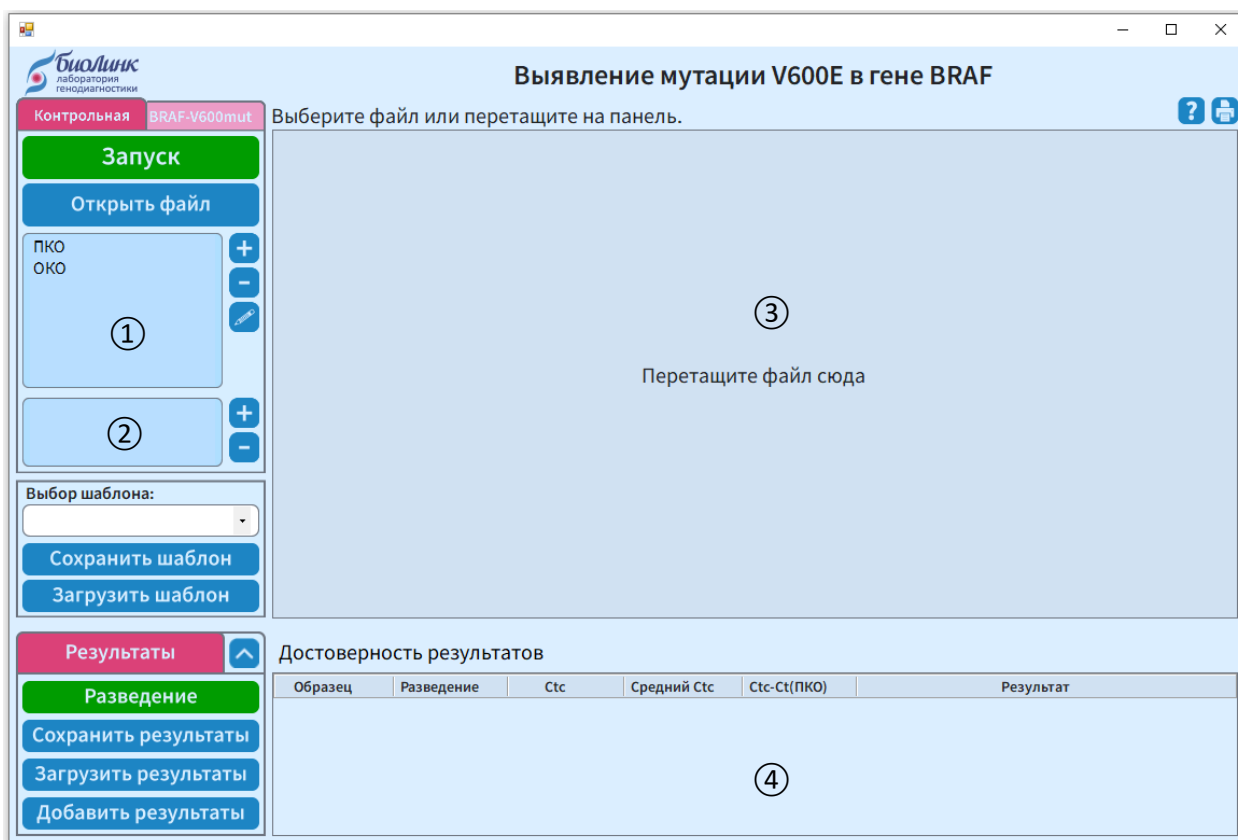 биоЛинк
лаборатория
генодиагностики
Выявление мутации V600E в гене BRAF
Контрольная BRAF-V600mut
Выберите файл или перетащите на панель.
?
Запуск
Открыть файл
ПКО
ОКО
+
-
①
③
Перетащите файл сюда
+
-
②
Выбор шаблона:
Сохранить шаблон
Загрузить шаблон
Результаты
Достоверность результатов
Образец Разведение Ctc Средний Ctc Ctc-Ct(ПКО) Результат
Разведение
Сохранить результаты
Загрузить результаты
Добавить результаты
④